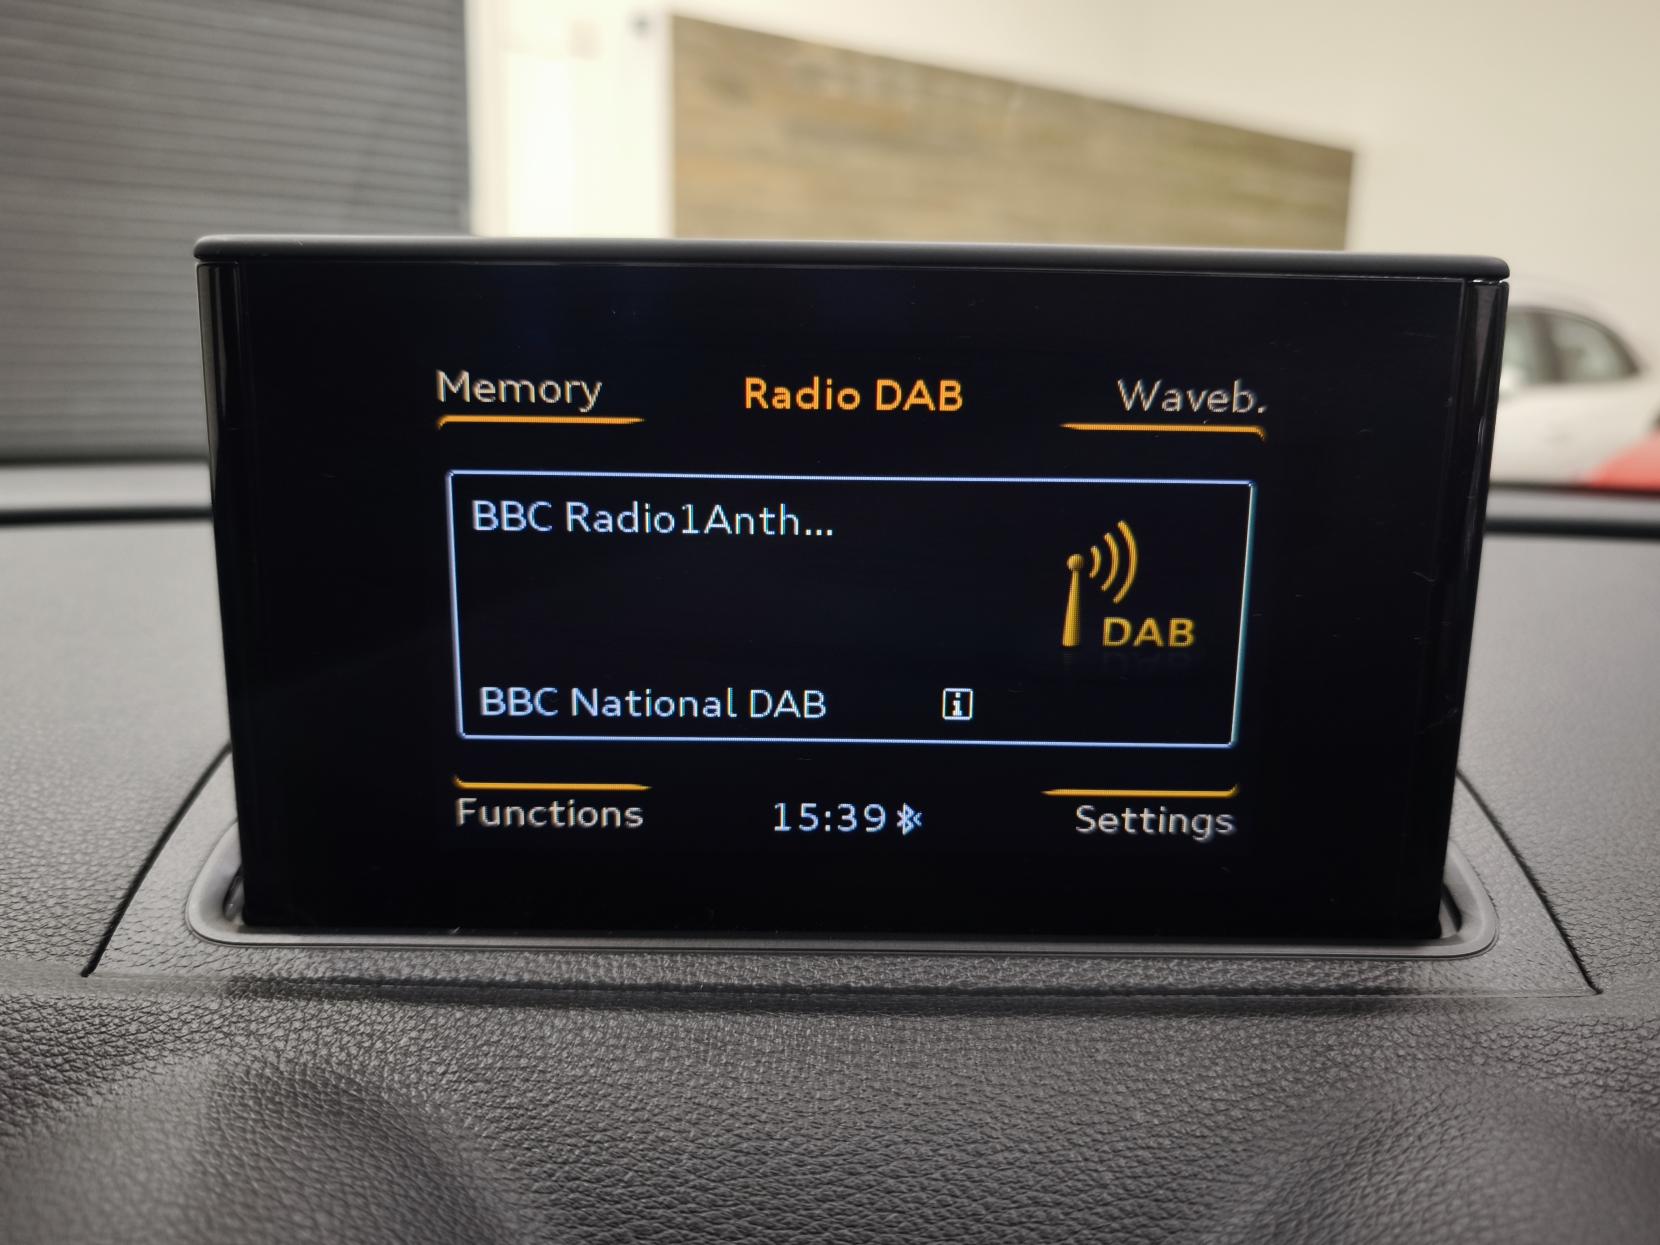 Memory
Radio DAB
Waveb.
BBC Radio1Anth...
DAB
BBC National DAB
Functions
15:39
Settings